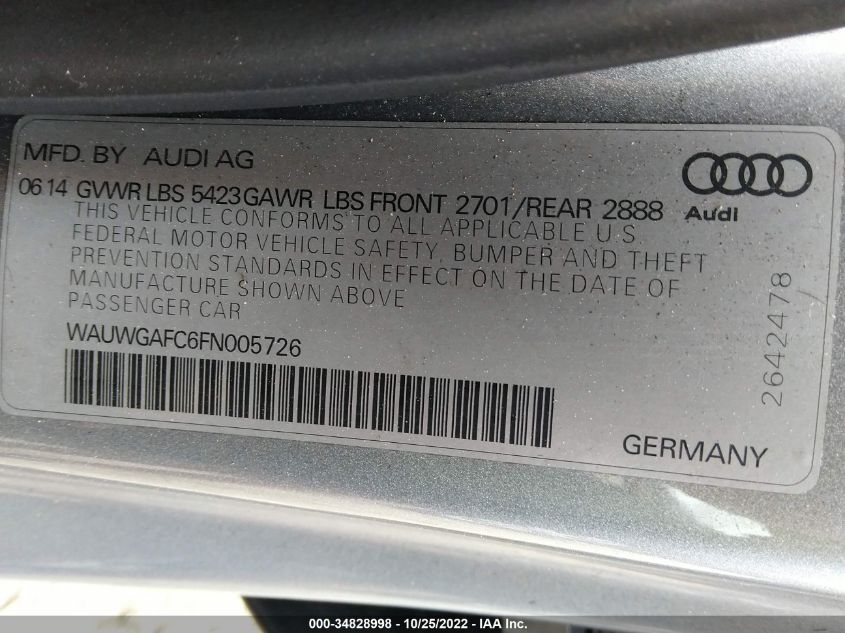 MFD. BY AUDI AG
0614 GVWR LBS 5423 GAWR LBS FRONT 2701/REAR 2888
THIS VEHICLE CONFORMS TO ALL APPLICABLE U S
FEDERAL MOTOR VEHICLE SAFETY, BUMPER AND THEFT
PREVENTION STANDARDS IN EFFECT ON THE DATE OF
MANUFACTURE SHOWN ABOVE
PASSENGER CAR
WAUWGAFC6FN005726
Audi
2642478
GERMANY
000-34828998 - 10/25/2022 - IAA Inc.